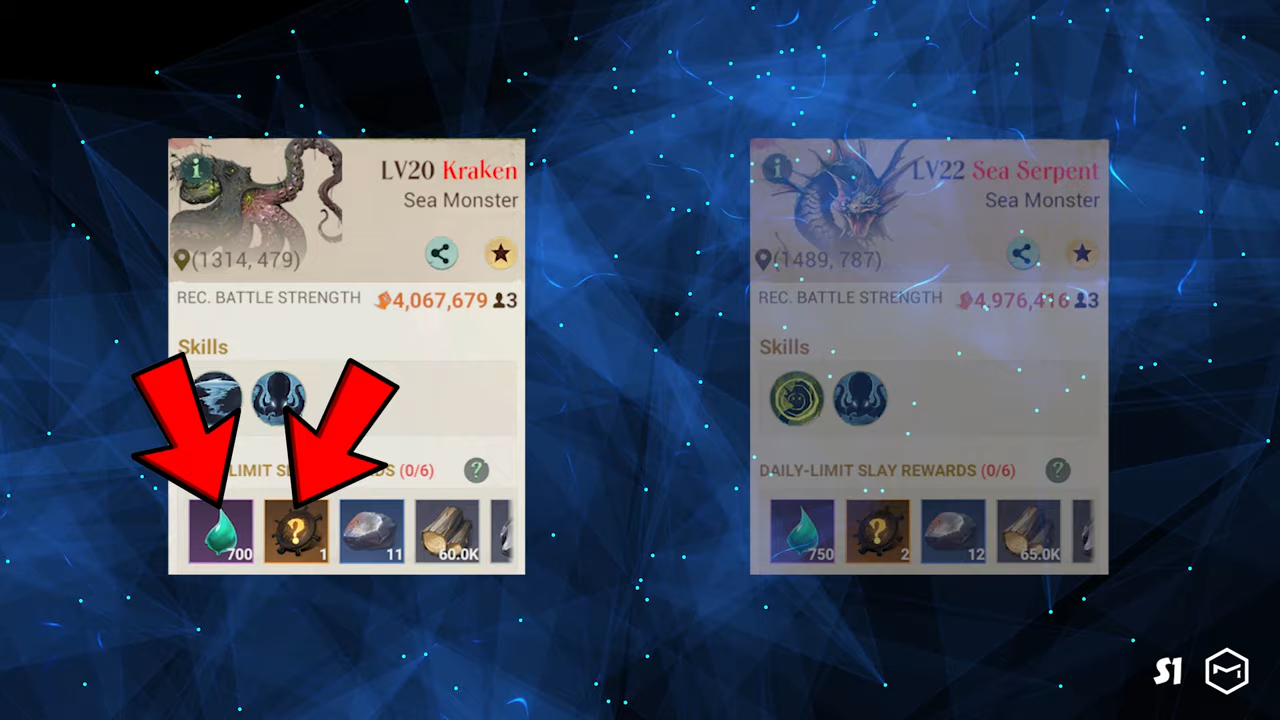 LV20 Kraken
Sea Monster
(1314, 479)
REC. BATTLE STRENGTH 4,067,679 3
Skills
LIMIT (0/6) ?
700 ? 1 11 60.0K
LV22 Sea Serpent
Sea Monster
(1489, 787)
REC. BATTLE STRENGTH 4,976,416 3
Skills
DAILY-LIMIT SLAY REWARDS (0/6) ?
750 ? 2 12 65.0K
S1